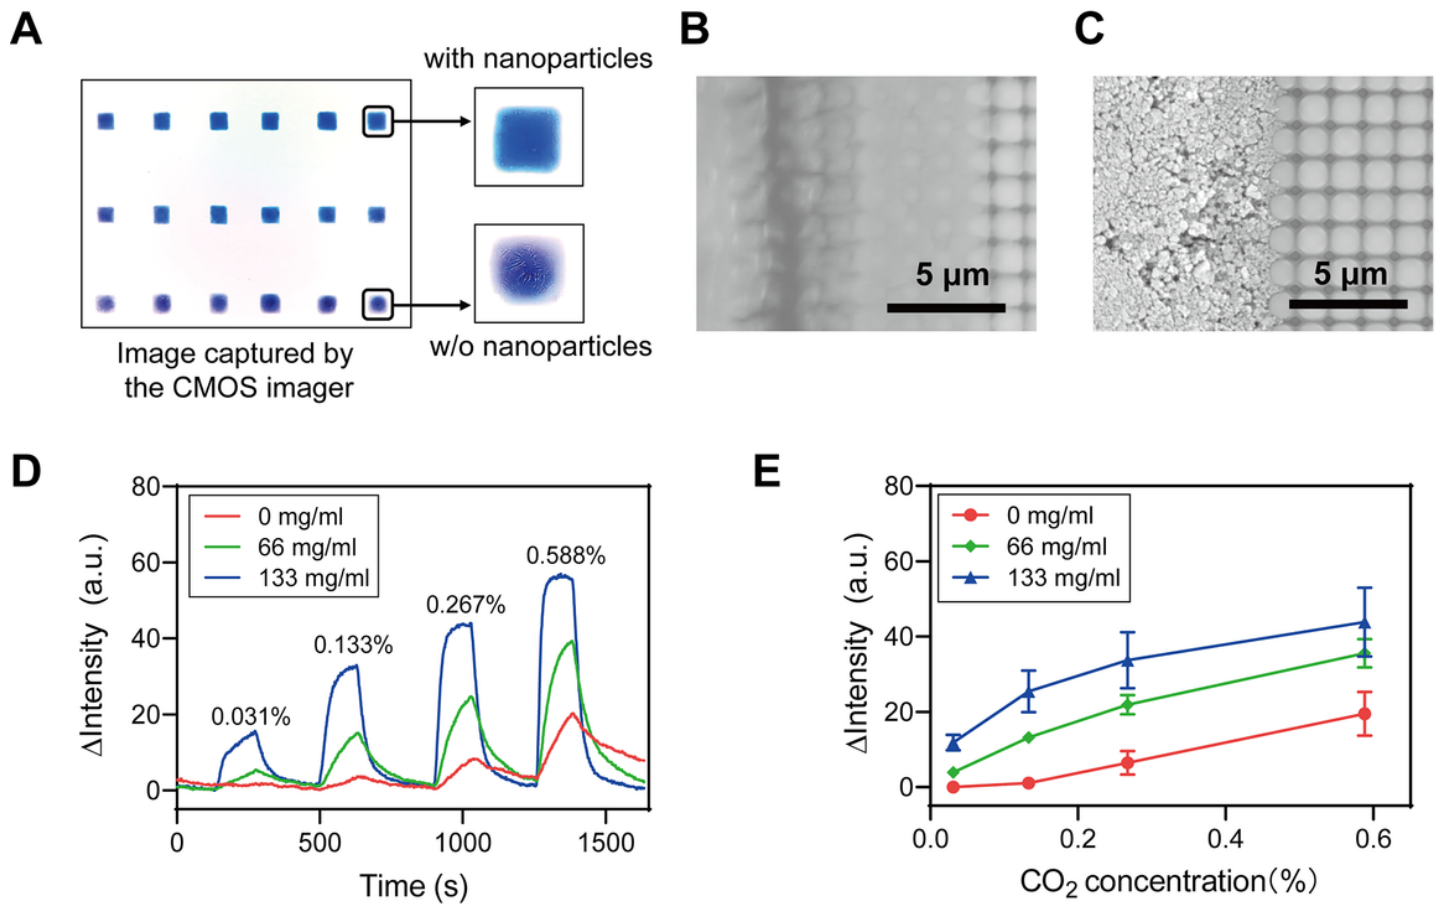 A
B
C
with nanoparticles
w/o nanoparticles
Image captured by
the CMOS imager
5 µm
5 µm
D
80
60
40
20
0
ΔIntensity (a.u.)
0 mg/ml
66 mg/ml
133 mg/ml
0.031%
0.133%
0.267%
0.588%
0
500
1000
1500
Time (s)
E
80
60
40
20
0
ΔIntensity (a.u.)
0 mg/ml
66 mg/ml
133 mg/ml
0.0
0.2
0.4
0.6
CO₂ concentration(%)